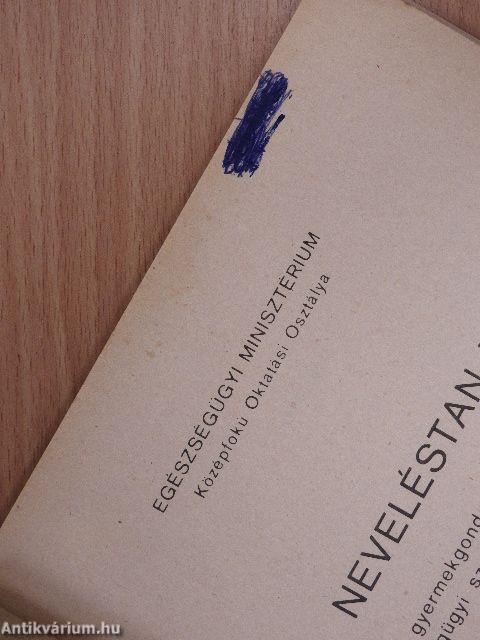 EGÉSZSÉGÜGYI MINISZTÉRIUM
Középfokú Oktatási Osztálya
NEVELÉSTAN
gyermekgond
ügyi sz
Antikvárium.hu